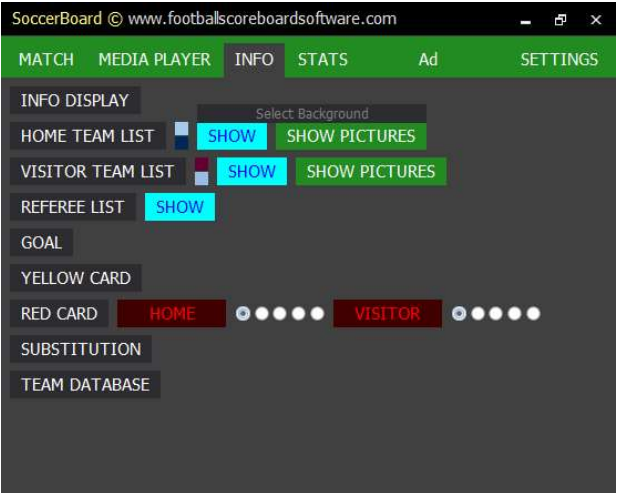 SoccerBoard © www.footballscoreboardsoftware.com
MATCH MEDIA PLAYER INFO STATS Ad SETTINGS
INFO DISPLAY
Select Background
HOME TEAM LIST SHOW SHOW PICTURES
VISITOR TEAM LIST SHOW SHOW PICTURES
REFEREE LIST SHOW
GOAL
YELLOW CARD
RED CARD HOME VISITOR
SUBSTITUTION
TEAM DATABASE